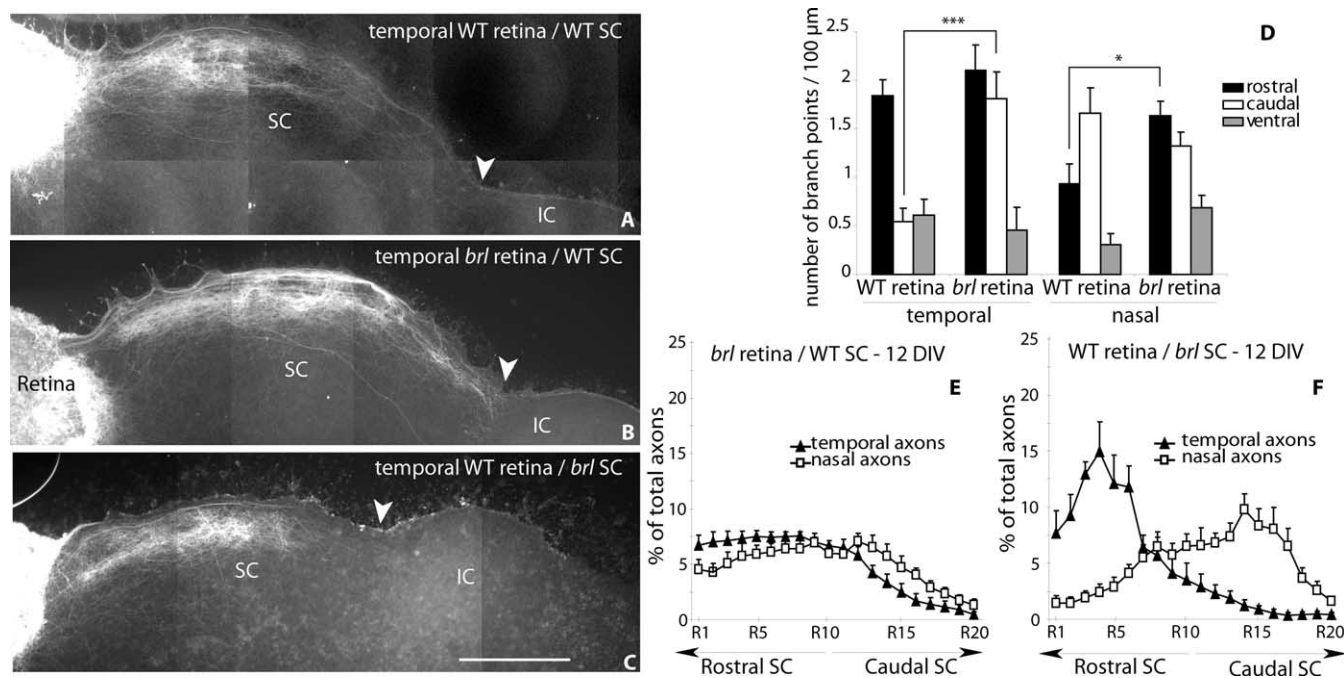 temporal WT retina / WT SC
SC
IC
A
temporal brl retina / WT SC
Retina
SC
IC
B
temporal WT retina / brl SC
SC
IC
C
D
number of branch points / 100 µm
2.5
2
1.5
1
0.5
0
***
*
rostral
caudal
ventral
WT retina brl retina WT retina brl retina
temporal nasal
brl retina / WT SC - 12 DIV
E
% of total axons
25
20
15
10
5
0
temporal axons
nasal axons
R1 R5 R10 R15 R20
Rostral SC Caudal SC
WT retina / brl SC - 12 DIV
F
% of total axons
25
20
15
10
5
0
temporal axons
nasal axons
R1 R5 R10 R15 R20
Rostral SC Caudal SC